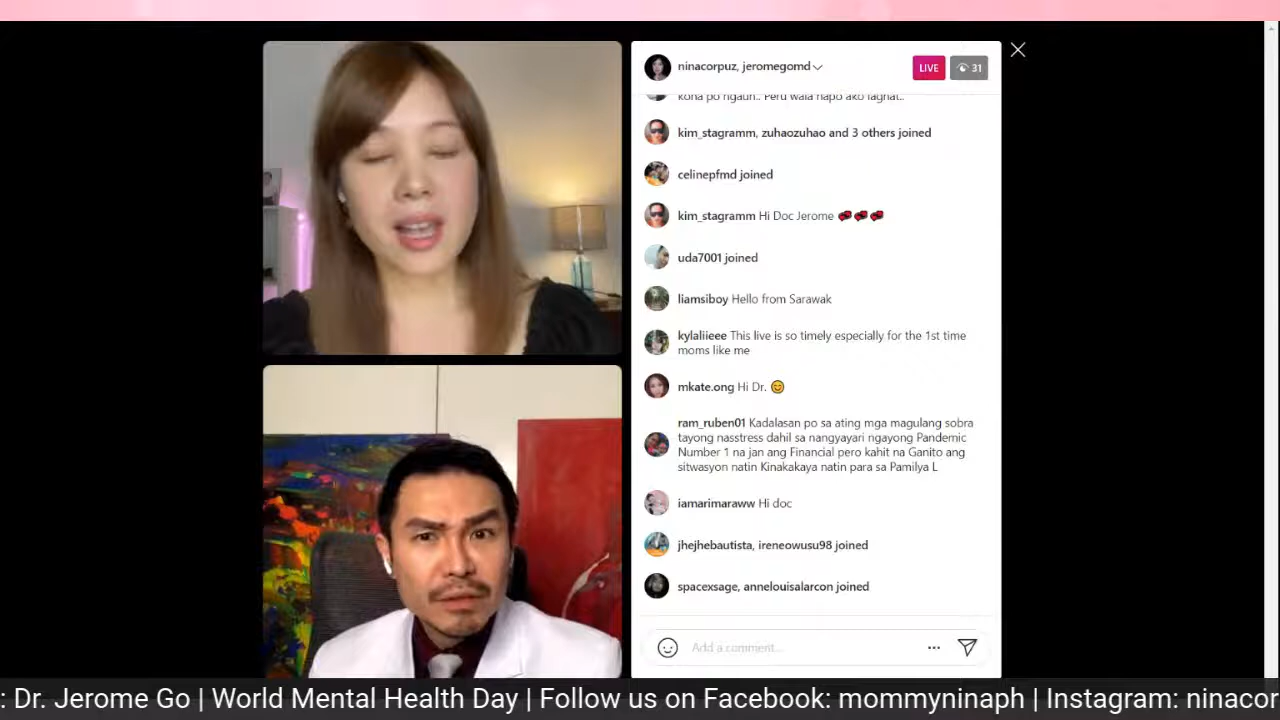 ninacorpuz, jeromegomd
LIVE
31
kona po ngaun.. Peru wala napo ako lagnat..
kim_stagramm, zuhaozuhao and 3 others joined
celinepfmd joined
kim_stagramm Hi Doc Jerome
uda7001 joined
liamsiboy Hello from Sarawak
kylaliieee This live is so timely especially for the 1st time
moms like me
mkate.ong Hi Dr.
ram_ruben01 Kadalasan po sa ating mga magulang sobra
tayong nasstress dahil sa nangyayari ngayong Pandemic
Number 1 na jan ang Financial pero kahit na Ganito ang
sitwasyon natin Kinakakaya natin para sa Pamilya L
iamarimaraww Hi doc
jhejhebautista, ireneowusu98 joined
spacexsage, annelouisalarcon joined
Add a comment...
: Dr. Jerome Go | World Mental Health Day | Follow us on Facebook: mommyninaph | Instagram: ninacor